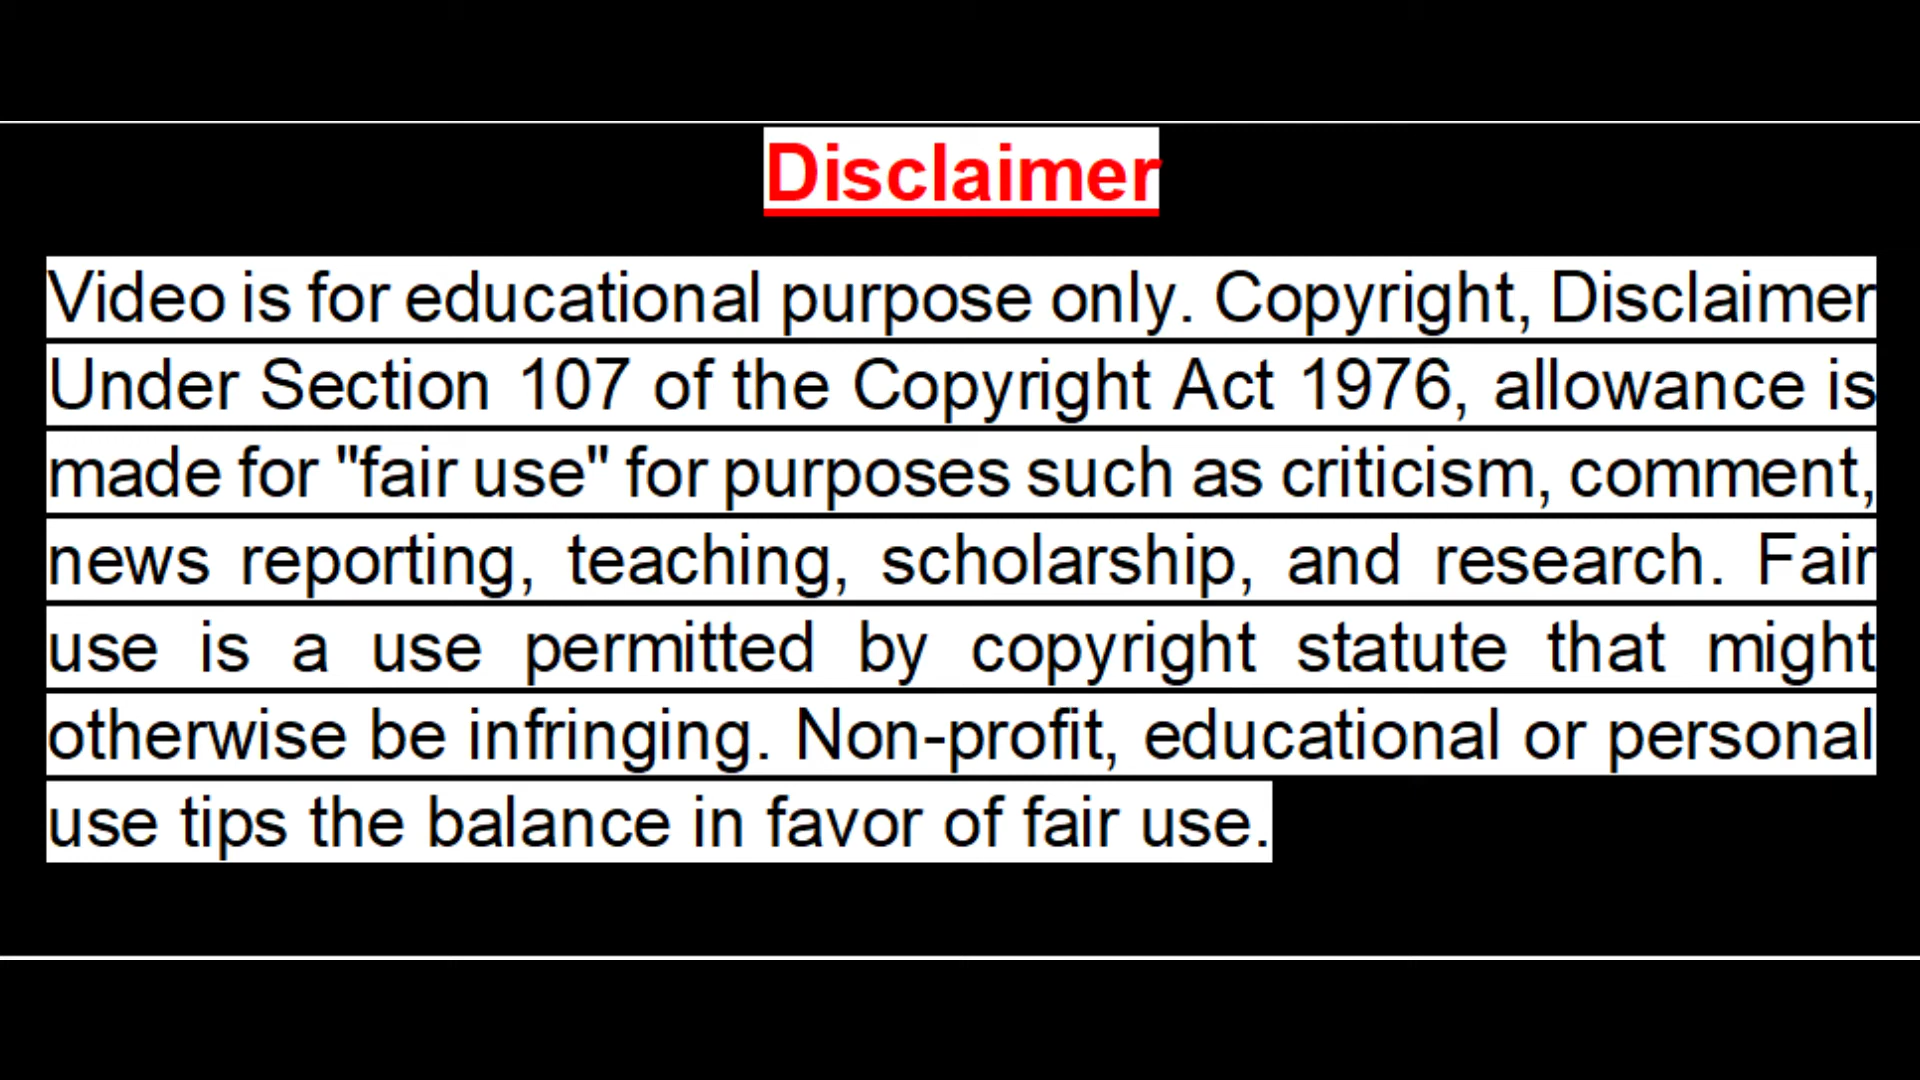 Disclaimer
Video is for educational purpose only. Copyright, Disclaimer
Under Section 107 of the Copyright Act 1976, allowance is
made for "fair use" for purposes such as criticism, comment,
news reporting, teaching, scholarship, and research. Fair
use is a use permitted by copyright statute that might
otherwise be infringing. Non-profit, educational or personal
use tips the balance in favor of fair use.